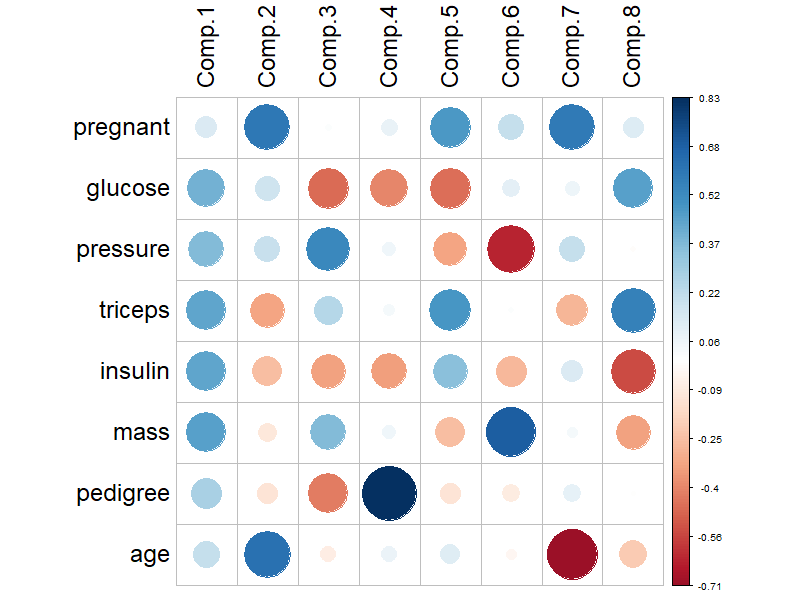 Comp.1 Comp.2 Comp.3 Comp.4 Comp.5 Comp.6 Comp.7 Comp.8
pregnant
glucose
pressure
triceps
insulin
mass
pedigree
age
0.83
0.68
0.52
0.37
0.22
0.06
-0.09
-0.25
-0.4
-0.56
-0.71